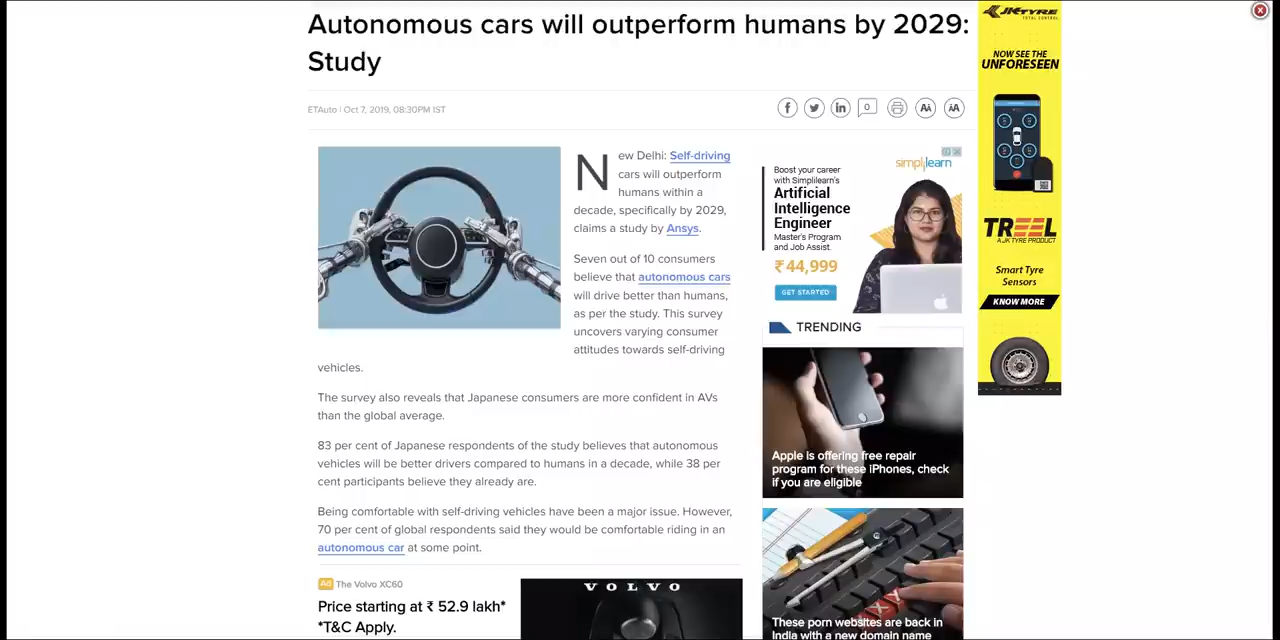 Autonomous cars will outperform humans by 2029:
Study
ETAuto | Oct 7, 2019, 08:30PM IST
0
AA
AA
New Delhi: Self-driving
cars will outperform
humans within a
decade, specifically by 2029,
claims a study by Ansys.
Seven out of 10 consumers
believe that autonomous cars
will drive better than humans,
as per the study. This survey
uncovers varying consumer
attitudes towards self-driving
vehicles.
The survey also reveals that Japanese consumers are more confident in AVs
than the global average.
83 per cent of Japanese respondents of the study believes that autonomous
vehicles will be better drivers compared to humans in a decade, while 38 per
cent participants believe they already are.
Being comfortable with self-driving vehicles have been a major issue. However,
70 per cent of global respondents said they would be comfortable riding in an
autonomous car at some point.
Ad The Volvo XC60
Price starting at ₹ 52.9 lakh*
*T&C Apply.
VOLVO
simplilearn
Boost your career
with Simplilearn's
Artificial
Intelligence
Engineer
Master's Program
and Job Assist.
₹44,999
GET STARTED
TRENDING
Apple is offering free repair
program for these iPhones, check
if you are eligible
XXX
These porn websites are back in
India with a new domain name
JK TYRE
TOTAL CONTROL
NOW SEE THE
UNFORESEEN
TREEL
A JK TYRE PRODUCT
Smart Tyre
Sensors
KNOW MORE